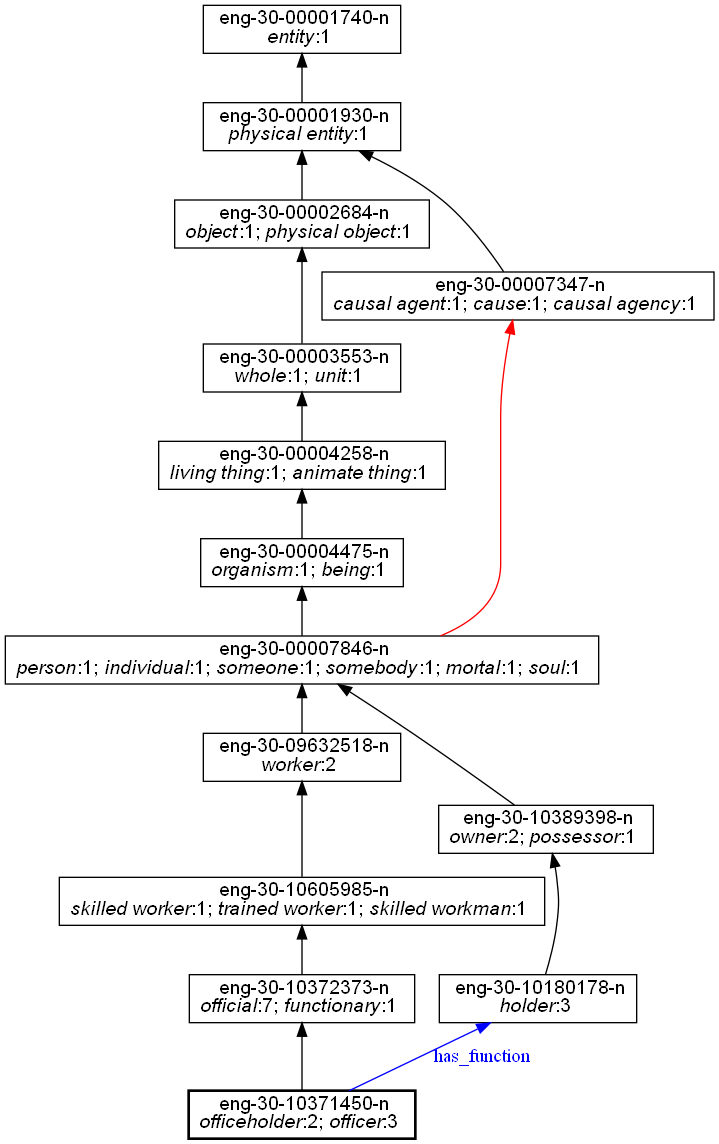 eng-30-00001740-n
entity:1
eng-30-00001930-n
physical entity:1
eng-30-00002684-n
object:1; physical object:1
eng-30-00007347-n
causal agent:1; cause:1; causal agency:1
eng-30-00003553-n
whole:1; unit:1
eng-30-00004258-n
living thing:1; animate thing:1
eng-30-00004475-n
organism:1; being:1
eng-30-00007846-n
person:1; individual:1; someone:1; somebody:1; mortal:1; soul:1
eng-30-09632518-n
worker:2
eng-30-10389398-n
owner:2; possessor:1
eng-30-10605985-n
skilled worker:1; trained worker:1; skilled workman:1
eng-30-10372373-n
official:7; functionary:1
eng-30-10180178-n
holder:3
has_function
eng-30-10371450-n
officeholder:2; officer:3